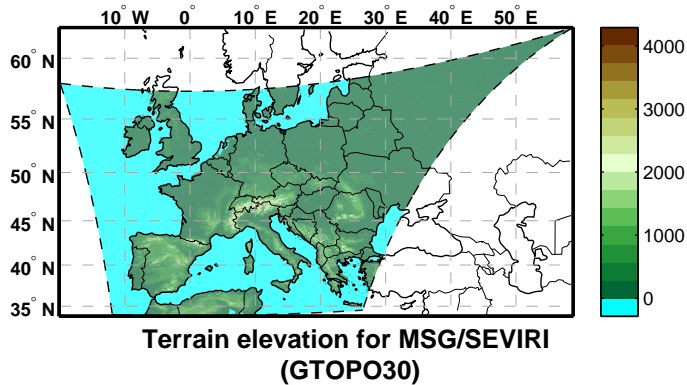 10° W 0° 10° E 20° E 30° E 40° E 50° E
60° N
55° N
50° N
45° N
40° N
35° N
4000
3000
2000
1000
0
Terrain elevation for MSG/SEVIRI
(GTOPO30)